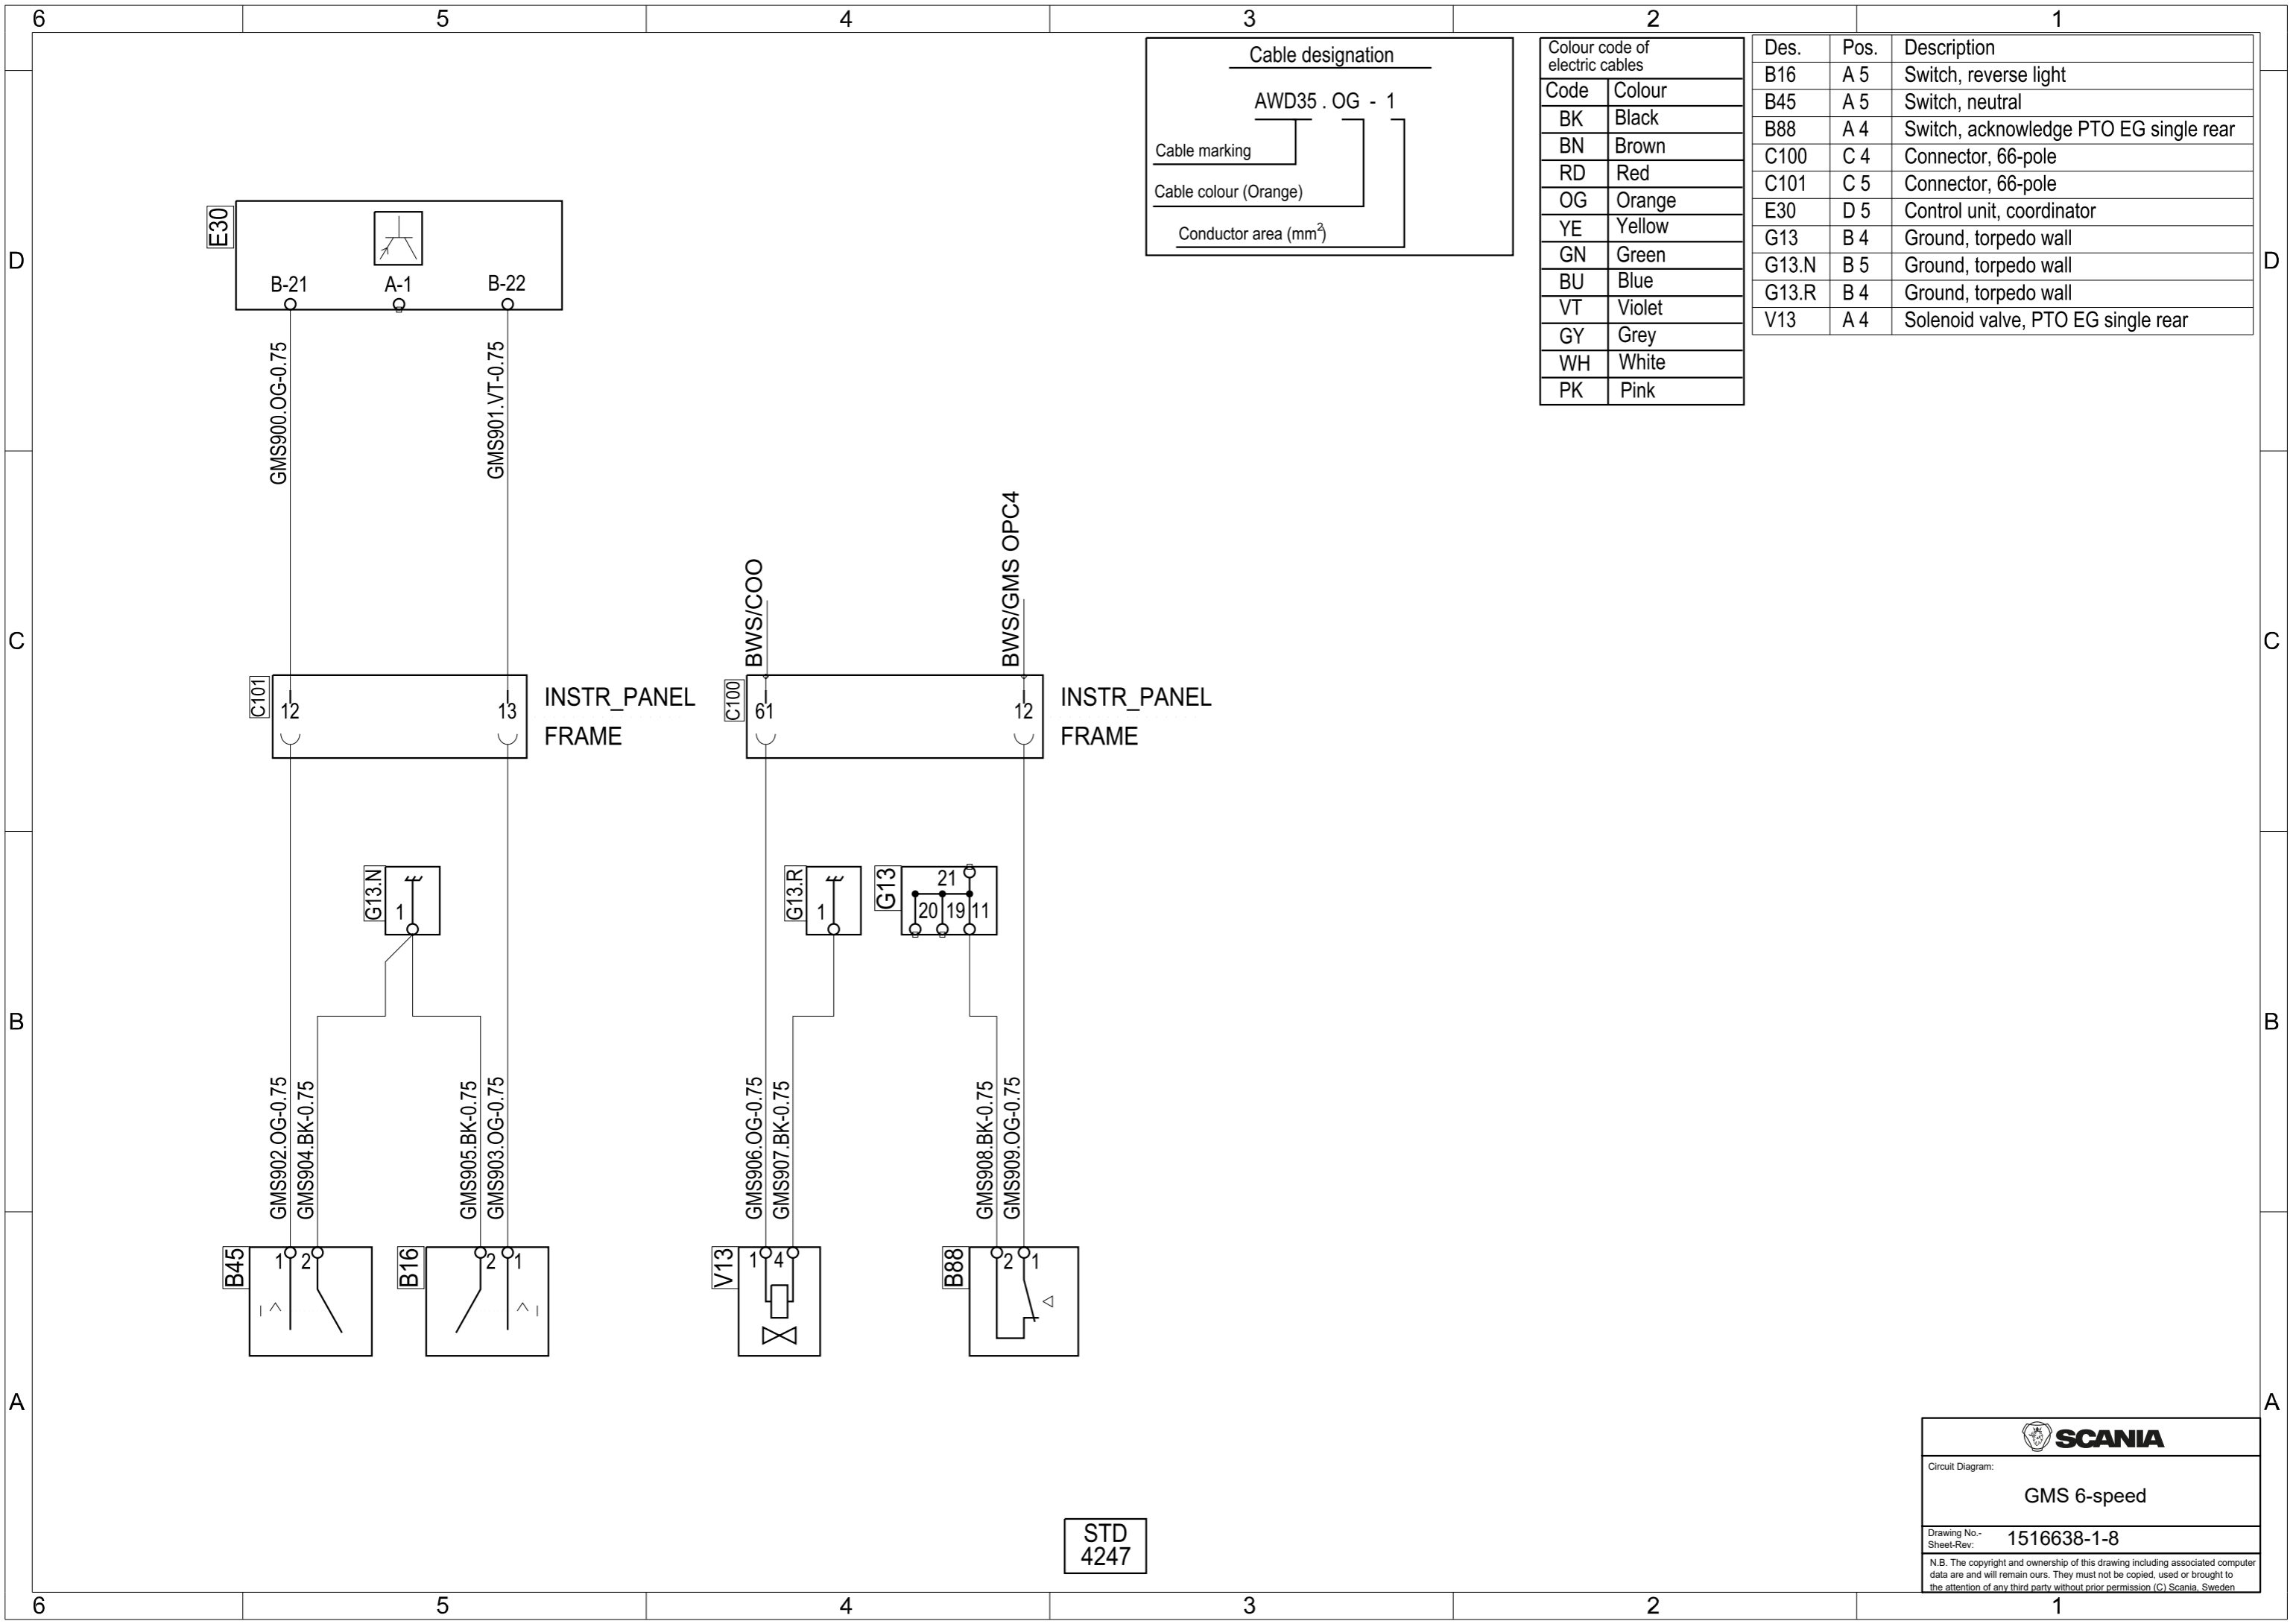 6 5 4 3 2 1
Cable designation
AWD35 . OG - 1
Cable marking
Cable colour (Orange)
Conductor area (mm²)
Colour code of
electric cables
Code Colour
BK Black
BN Brown
RD Red
OG Orange
YE Yellow
GN Green
BU Blue
VT Violet
GY Grey
WH White
PK Pink
Des. Pos. Description
B16 A 5 Switch, reverse light
B45 A 5 Switch, neutral
B88 A 4 Switch, acknowledge PTO EG single rear
C100 C 4 Connector, 66-pole
C101 C 5 Connector, 66-pole
E30 D 5 Control unit, coordinator
G13 B 4 Ground, torpedo wall
G13.N B 5 Ground, torpedo wall
G13.R B 4 Ground, torpedo wall
V13 A 4 Solenoid valve, PTO EG single rear
D D
E30
B-21 A-1 B-22
GMS900.OG-0.75
GMS901.VT-0.75
BWS/COO
BWS/GMS OPC4
C C
C101
12 13
INSTR_PANEL
FRAME
C100
61 12
INSTR_PANEL
FRAME
G13.N
1
G13.R
1
G13
21
20 19 11
B B
GMS902.OG-0.75
GMS904.BK-0.75
GMS905.BK-0.75
GMS903.OG-0.75
GMS906.OG-0.75
GMS907.BK-0.75
GMS908.BK-0.75
GMS909.OG-0.75
B45
1 2
B16
2 1
V13
1 4
B88
2 1
A A
STD
4247
SCANIA
Circuit Diagram:
GMS 6-speed
Drawing No.-
Sheet-Rev:
1516638-1-8
N.B. The copyright and ownership of this drawing including associated computer
data are and will remain ours. They must not be copied, used or brought to
the attention of any third party without prior permission (C) Scania, Sweden
6 5 4 3 2 1